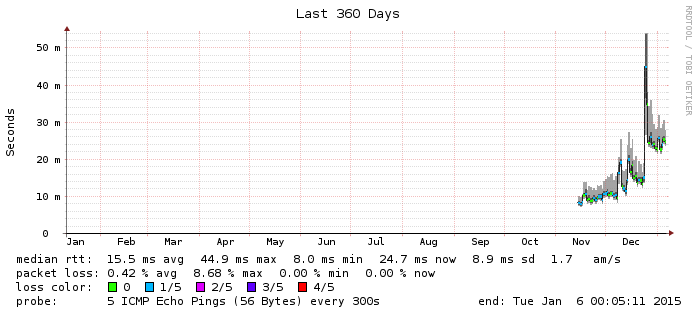 Last 360 Days
RRDTOOL / TOBI OETIKER
Seconds
50 m
40 m
30 m
20 m
10 m
0
Jan Feb Mar Apr May Jun Jul Aug Sep Oct Nov Dec
median rtt: 15.5 ms avg 44.9 ms max 8.0 ms min 24.7 ms now 8.9 ms sd 1.7 am/s
packet loss: 0.42 % avg 8.68 % max 0.00 % min 0.00 % now
loss color: 0 1/5 2/5 3/5 4/5
probe: 5 ICMP Echo Pings (56 Bytes) every 300s end: Tue Jan 6 00:05:11 2015